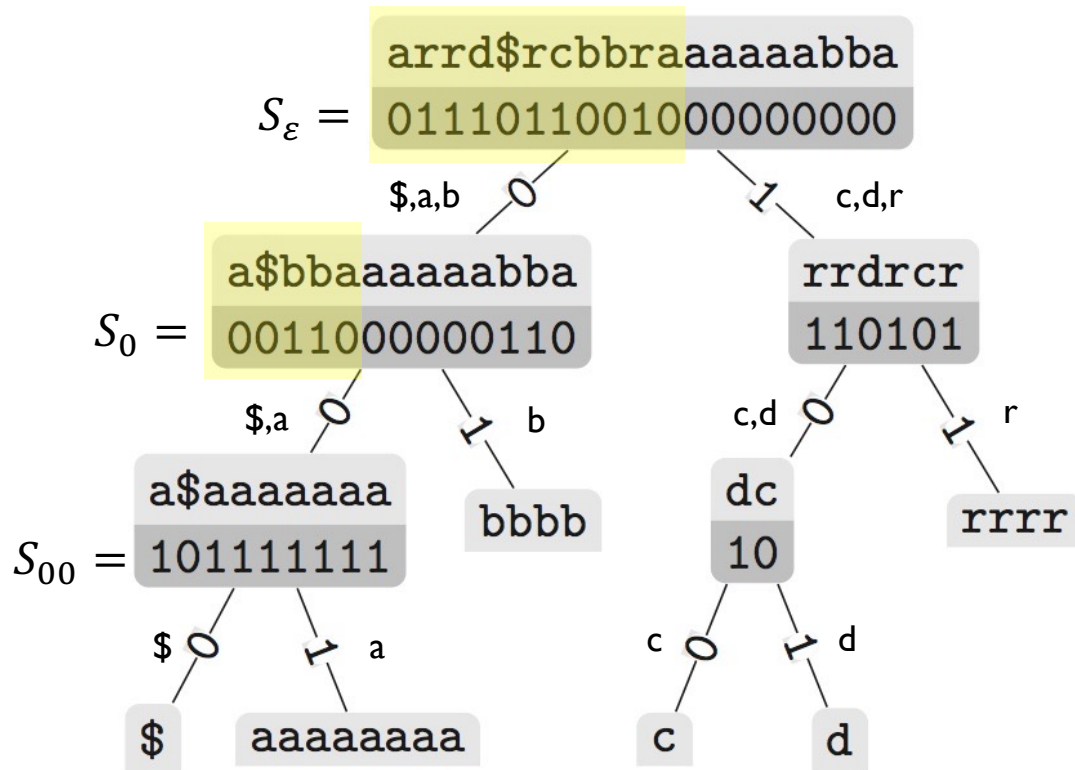 arrd$rcbbraaaaaabba
S_ε = 0111011001000000000
$,a,b 0 1 c,d,r
a$bbaaaaaabba rrdrcr
S_0 = 0011000000110 110101
$,a 0 1 b c,d 0 1 r
a$aaaaaaa bbbb dc rrrr
S_00 = 101111111 10
$ 0 1 a c 0 1 d
$ aaaaaaaa c d